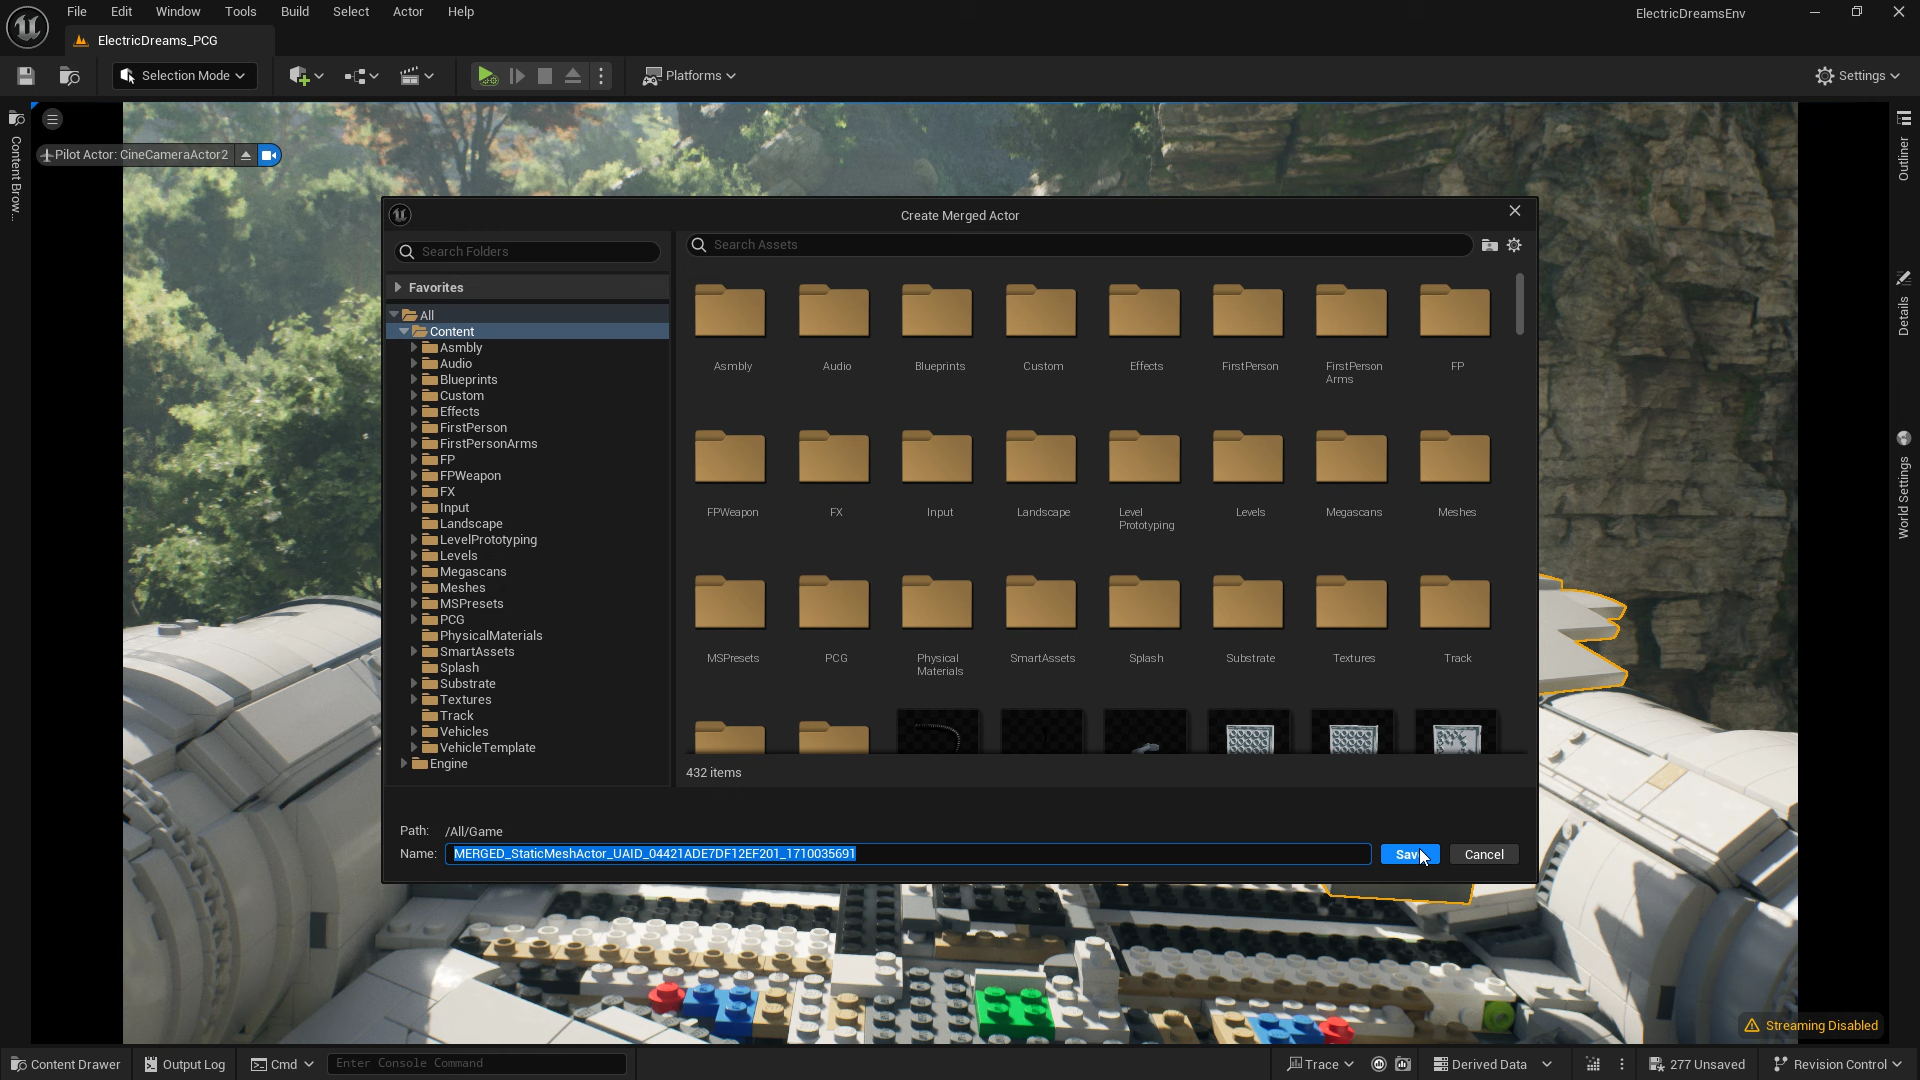 File Edit Window Tools Build Select Actor Help
ElectricDreamsEnv
ElectricDreams_PCG
Selection Mode
Platforms
Settings
Content Brow...
Pilot Actor: CineCameraActor2
Outliner
Details
World Settings
Create Merged Actor
Search Folders
Search Assets
Favorites
All
Content
Asmbly
Audio
Blueprints
Custom
Effects
FirstPerson
FirstPersonArms
FP
FPWeapon
FX
Input
Landscape
LevelPrototyping
Levels
Megascans
Meshes
MSPresets
PCG
PhysicalMaterials
SmartAssets
Splash
Substrate
Textures
Track
Vehicles
VehicleTemplate
Engine
Asmbly Audio Blueprints Custom Effects FirstPerson FirstPerson FP
Arms
FPWeapon FX Input Landscape Level Levels Megascans Meshes
Prototyping
MSPresets PCG Physical SmartAssets Splash Substrate Textures Track
Materials
432 items
Path: /All/Game
Name: MERGED_StaticMeshActor_UAID_04421ADE7DF12EF201_1710035691
Save Cancel
Streaming Disabled
Content Drawer Output Log Cmd Enter Console Command Trace Derived Data 277 Unsaved Revision Control